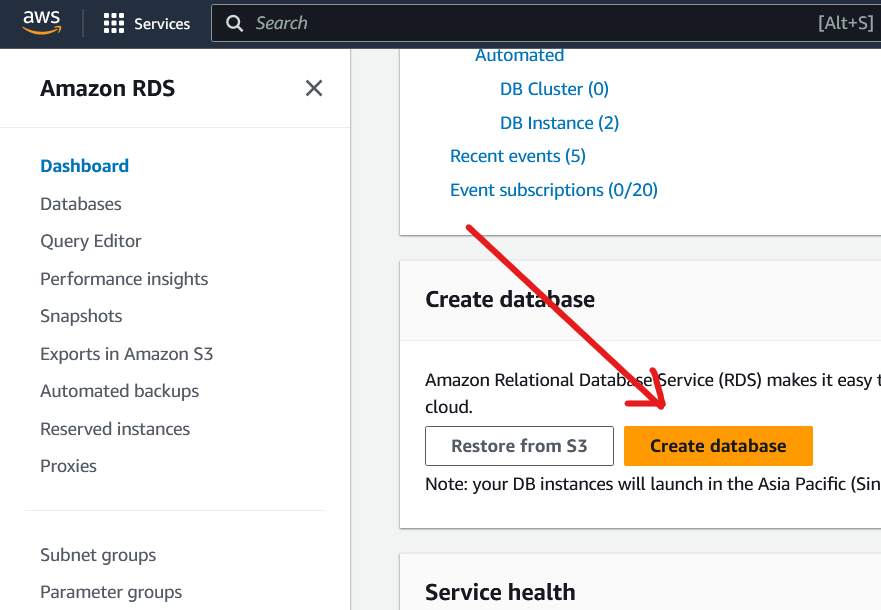 aws
Services
Search
[Alt+S]
Amazon RDS
Dashboard
Databases
Query Editor
Performance insights
Snapshots
Exports in Amazon S3
Automated backups
Reserved instances
Proxies
Subnet groups
Parameter groups
Automated
DB Cluster (0)
DB Instance (2)
Recent events (5)
Event subscriptions (0/20)
Create database
Amazon Relational Database Service (RDS) makes it easy t
cloud.
Restore from S3
Create database
Note: your DB instances will launch in the Asia Pacific (Sin
Service health